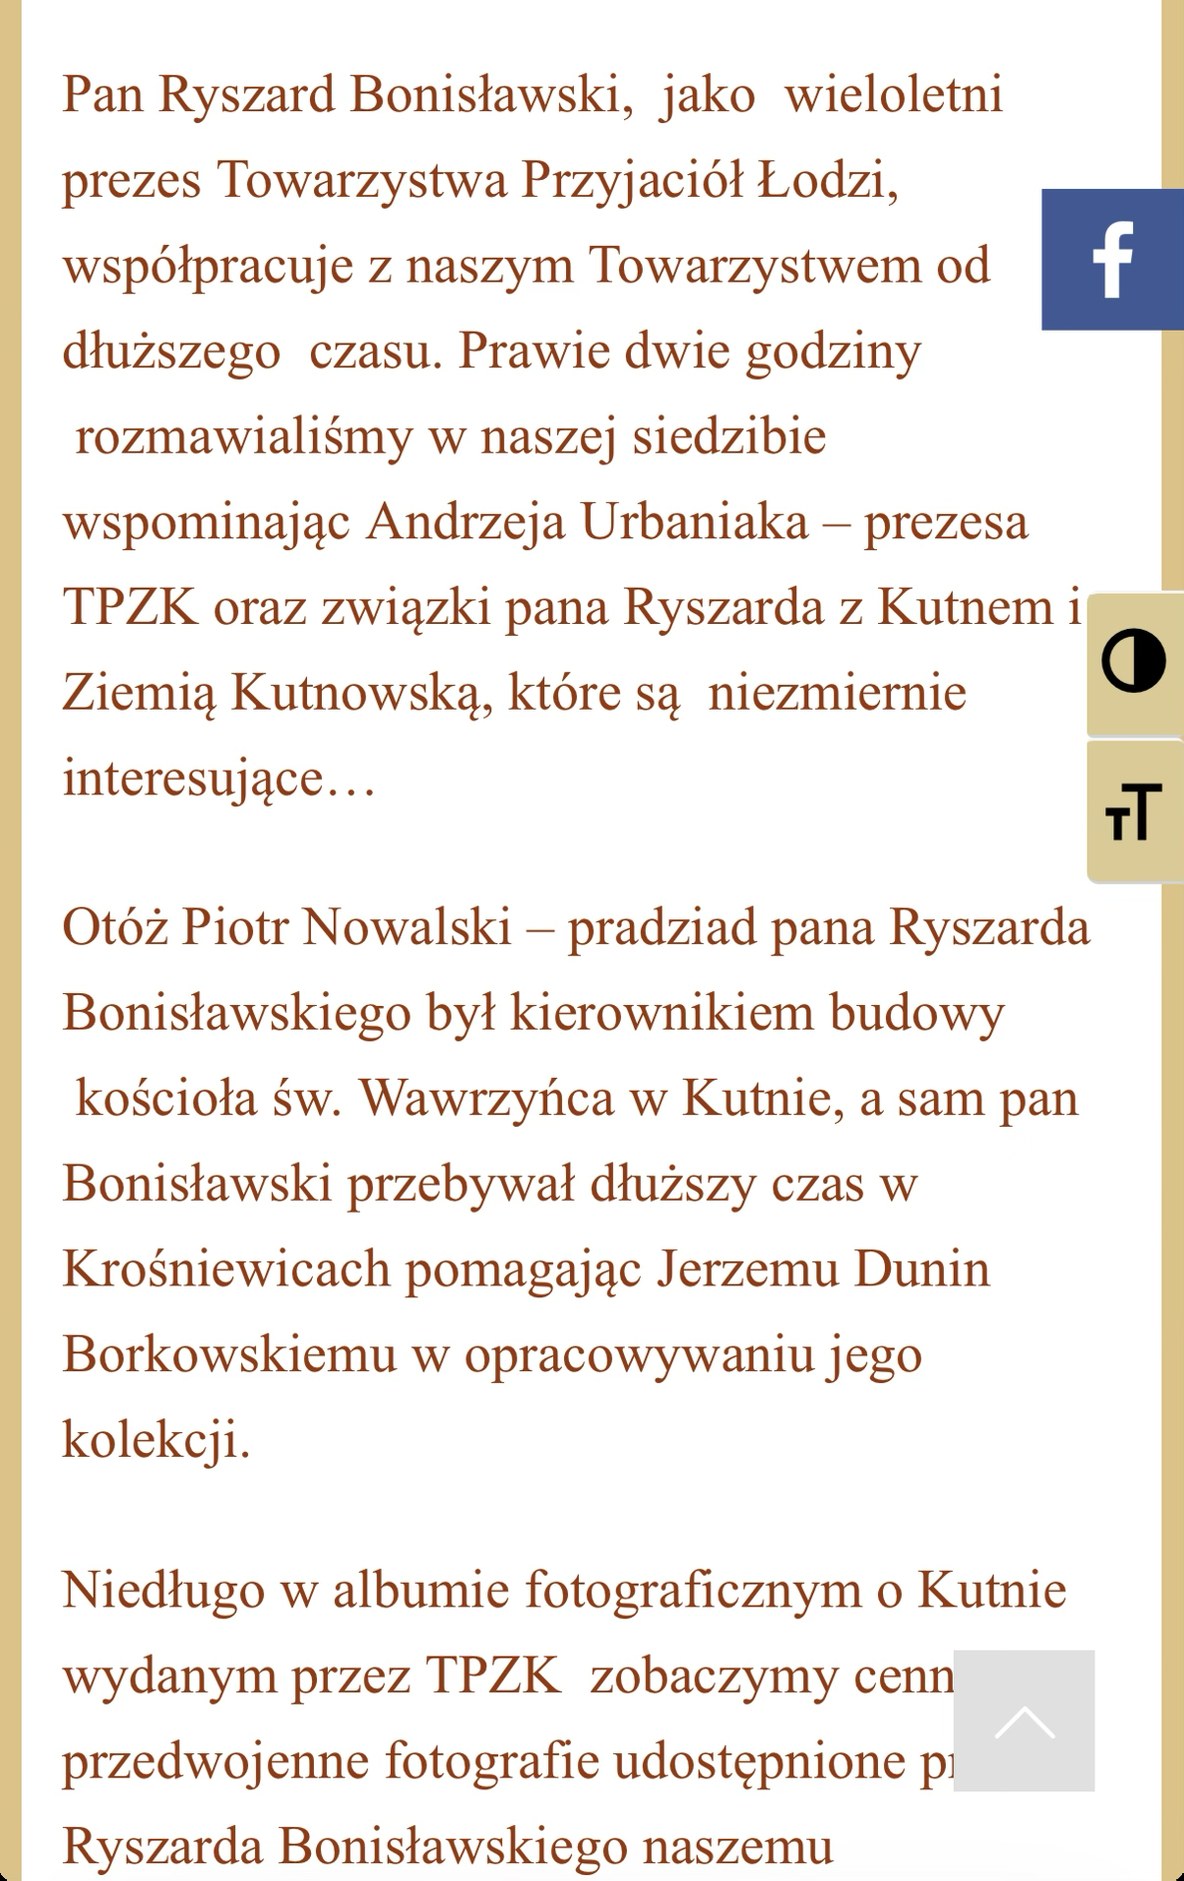 Pan Ryszard Bonisławski,  jako  wieloletni
prezes Towarzystwa Przyjaciół Łodzi,
współpracuje z naszym Towarzystwem od
dłuższego  czasu. Prawie dwie godziny
rozmawialiśmy w naszej siedzibie
wspominając Andrzeja Urbaniaka – prezesa
TPZK oraz związki pana Ryszarda z Kutnem i
Ziemią Kutnowską, które są  niezmiernie
interesujące…
Otóż Piotr Nowalski – pradziad pana Ryszarda
Bonisławskiego był kierownikiem budowy
kościoła św. Wawrzyńca w Kutnie, a sam pan
Bonisławski przebywał dłuższy czas w
Krośniewicach pomagając Jerzemu Dunin
Borkowskiemu w opracowywaniu jego
kolekcji.
Niedługo w albumie fotograficznym o Kutnie
wydanym przez TPZK  zobaczymy
przedwojenne fotografie udostępnione
Ryszarda Bonisławskiego naszemu